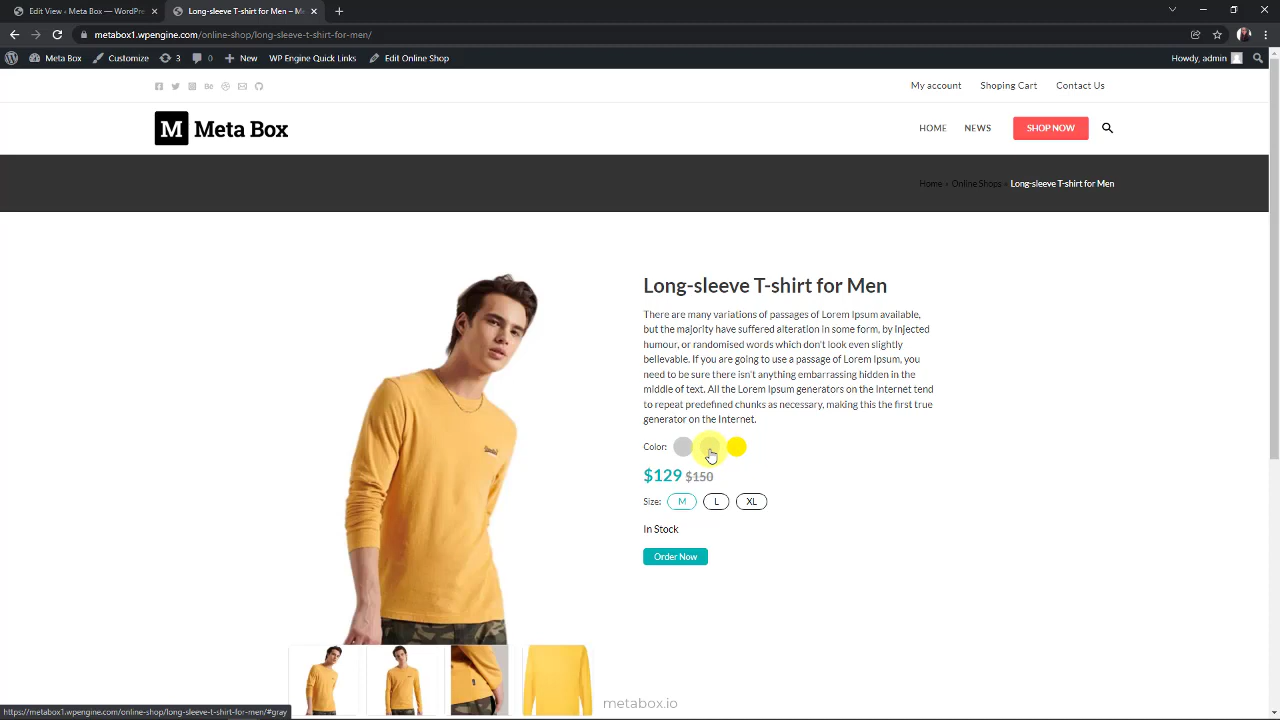 Edit View ‹ Meta Box — WordPre
Long-sleeve T-shirt for Men – Me
metabox1.wpengine.com/online-shop/long-sleeve-t-shirt-for-men/
Meta Box
Customize
3
0
New
WP Engine Quick Links
Edit Online Shop
Howdy, admin
Bē
My account
Shoping Cart
Contact Us
M Meta Box
HOME
NEWS
SHOP NOW
Home » Online Shops » Long-sleeve T-shirt for Men
Long-sleeve T-shirt for Men
There are many variations of passages of Lorem Ipsum available,
but the majority have suffered alteration in some form, by injected
humour, or randomised words which don't look even slightly
believable. If you are going to use a passage of Lorem Ipsum, you
need to be sure there isn't anything embarrassing hidden in the
middle of text. All the Lorem Ipsum generators on the Internet tend
to repeat predefined chunks as necessary, making this the first true
generator on the Internet.
Color:
$129 $150
Size: M L XL
In Stock
Order Now
metabox.io
https://metabox1.wpengine.com/online-shop/long-sleeve-t-shirt-for-men/#gray